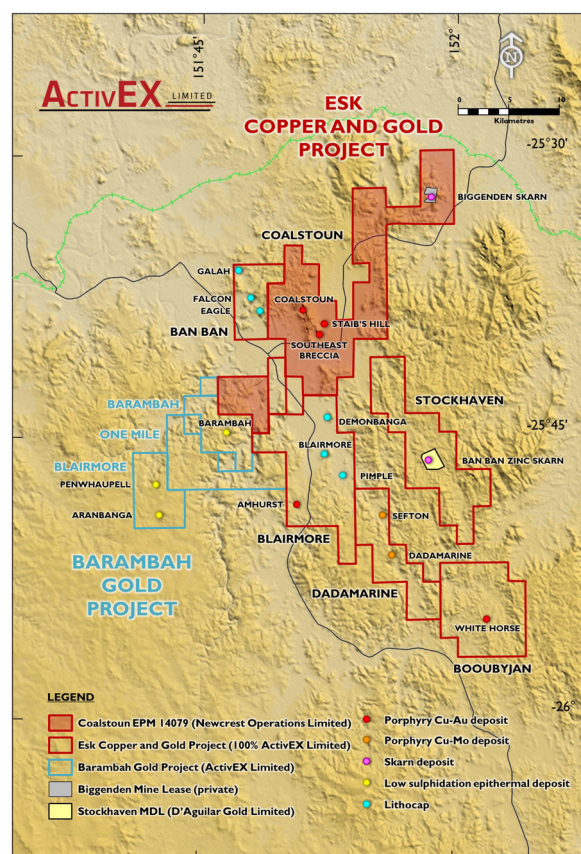 ACTIVEX
LIMITED
151°45'
152°
N
0 5 10
Kilometres
ESK
COPPER AND GOLD
PROJECT
-25°30'
BIGGENDEN SKARN
COALSTOUN
GALAH
FALCON
EAGLE
COALSTOUN
STAIB'S HILL
SOUTHEAST
BRECCIA
BAN BAN
STOCKHAVEN
BARAMBAH
BARAMBAH
DEMONBANGA
-25°45'
ONE MILE
BLAIRMORE
BLAIRMORE
BAN BAN ZINC SKARN
PENWHAUPELL
PIMPLE
ARANBANGA
AMHURST
SEFTON
BLAIRMORE
DADAMARINE
BARAMBAH
GOLD
PROJECT
DADAMARINE
WHITE HORSE
BOOUBYJAN
-26°
LEGEND
Coalstoun EPM 14079 (Newcrest Operations Limited)
Esk Copper and Gold Project (100% ActivEX Limited)
Barambah Gold Project (ActivEX Limited)
Biggenden Mine Lease (private)
Stockhaven MDL (D'Aguilar Gold Limited)
Porphyry Cu-Au deposit
Porphyry Cu-Mo deposit
Skarn deposit
Low sulphidation epithermal deposit
Lithocap